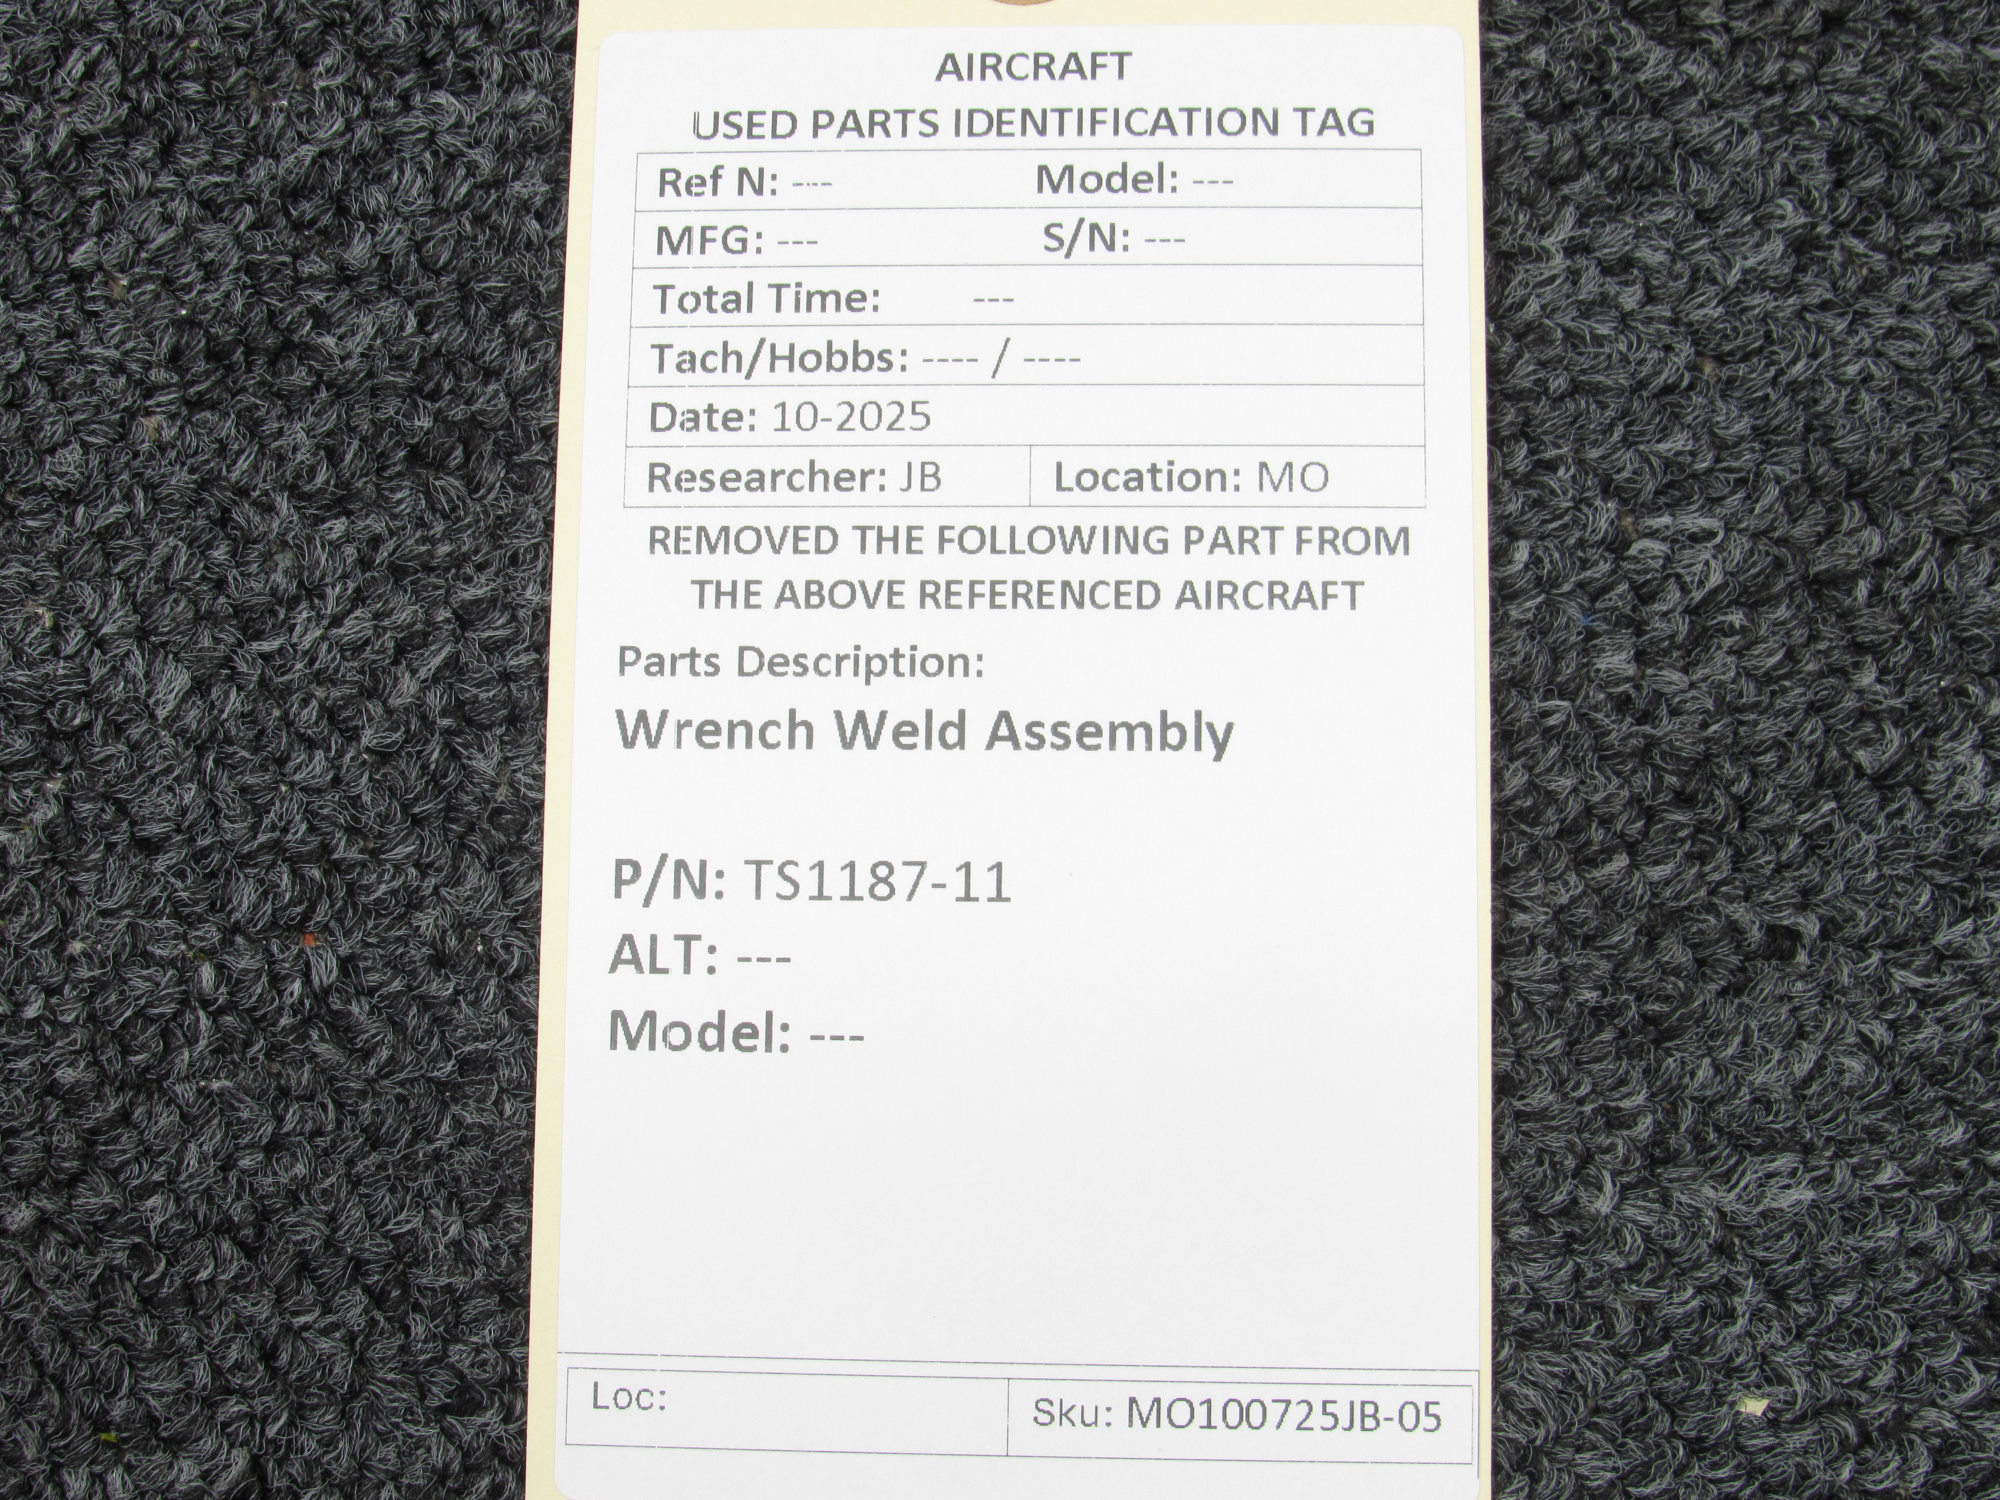 AIRCRAFT
USED PARTS IDENTIFICATION TAG
Ref N: --- Model: ---
MFG: --- S/N: ---
Total Time: ---
Tach/Hobbs: ---- / ----
Date: 10-2025
Researcher: JB Location: MO
REMOVED THE FOLLOWING PART FROM
THE ABOVE REFERENCED AIRCRAFT
Parts Description:
Wrench Weld Assembly
P/N: TS1187-11
ALT: ---
Model: ---
Loc: Sku: MO100725JB-05